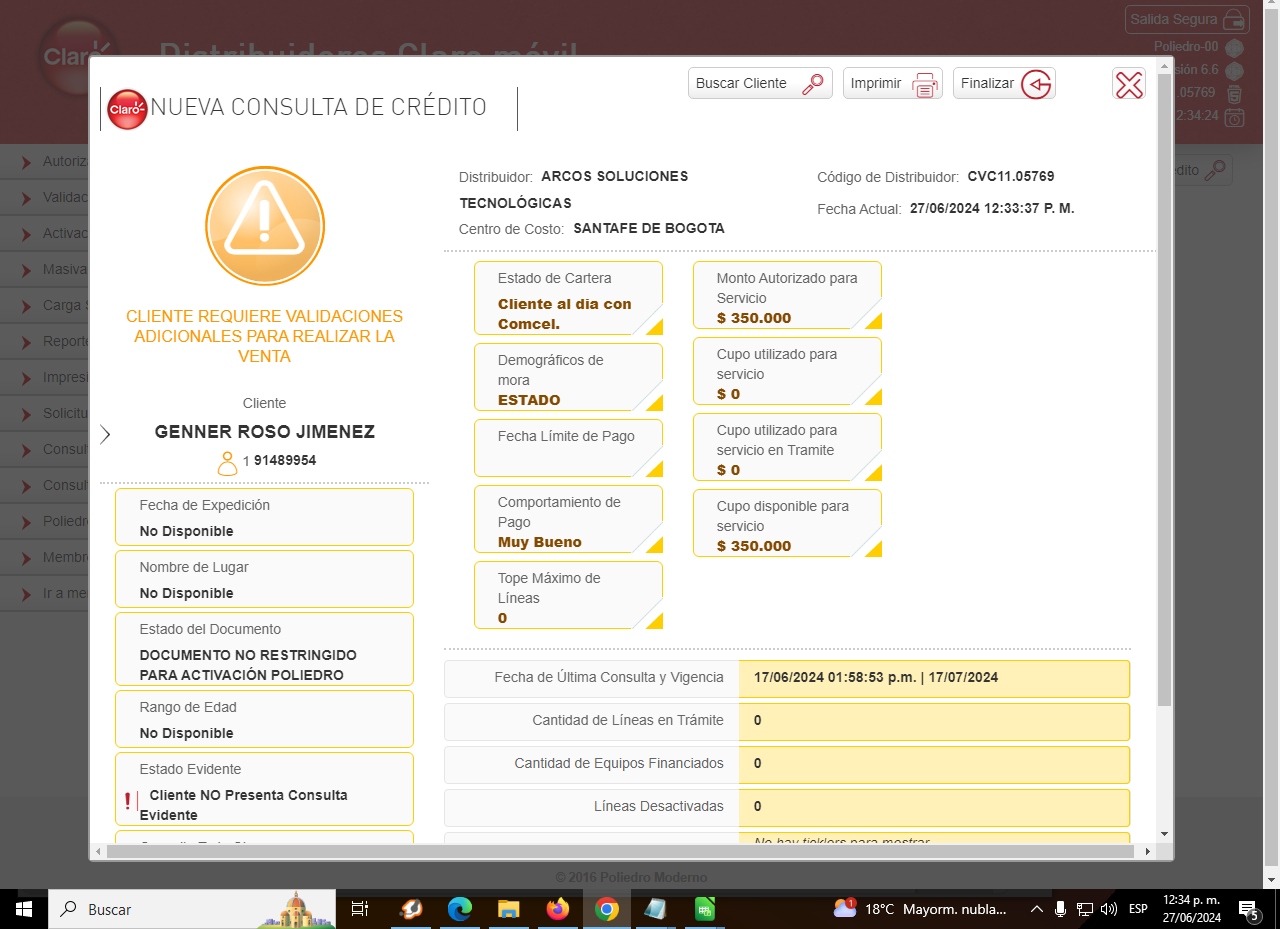 Salida Segura
Claro
Distribuidores Claro móvil
Poliedro-00
sión 6.6
.05769
2:34:24
Buscar Cliente
Imprimir
Finalizar
Claro
NUEVA CONSULTA DE CRÉDITO
Autoriz
Validac
Activac
Masiva
Carga S
Reporte
Impresi
Solicitu
Consul
Consul
Poliedr
Membre
Ir a me
dito
CLIENTE REQUIERE VALIDACIONES
ADICIONALES PARA REALIZAR LA
VENTA
Cliente
GENNER ROSO JIMENEZ
1 91489954
Fecha de Expedición
No Disponible
Nombre de Lugar
No Disponible
Estado del Documento
DOCUMENTO NO RESTRINGIDO
PARA ACTIVACIÓN POLIEDRO
Rango de Edad
No Disponible
Estado Evidente
Cliente NO Presenta Consulta
Evidente
Distribuidor: ARCOS SOLUCIONES
TECNOLÓGICAS
Centro de Costo: SANTAFE DE BOGOTA
Código de Distribuidor: CVC11.05769
Fecha Actual: 27/06/2024 12:33:37 P. M.
Estado de Cartera
Cliente al dia con
Comcel.
Demográficos de
mora
ESTADO
Fecha Límite de Pago
Comportamiento de
Pago
Muy Bueno
Tope Máximo de
Líneas
0
Monto Autorizado para
Servicio
$ 350.000
Cupo utilizado para
servicio
$ 0
Cupo utilizado para
servicio en Tramite
$ 0
Cupo disponible para
servicio
$ 350.000
Fecha de Última Consulta y Vigencia 17/06/2024 01:58:53 p.m. | 17/07/2024
Cantidad de Líneas en Trámite 0
Cantidad de Equipos Financiados 0
Líneas Desactivadas 0
No hay ticklers para mostrar
© 2016 Poliedro Moderno
Buscar
1
18°C Mayorm. nubla...
ESP
12:34 p. m.
27/06/2024
5